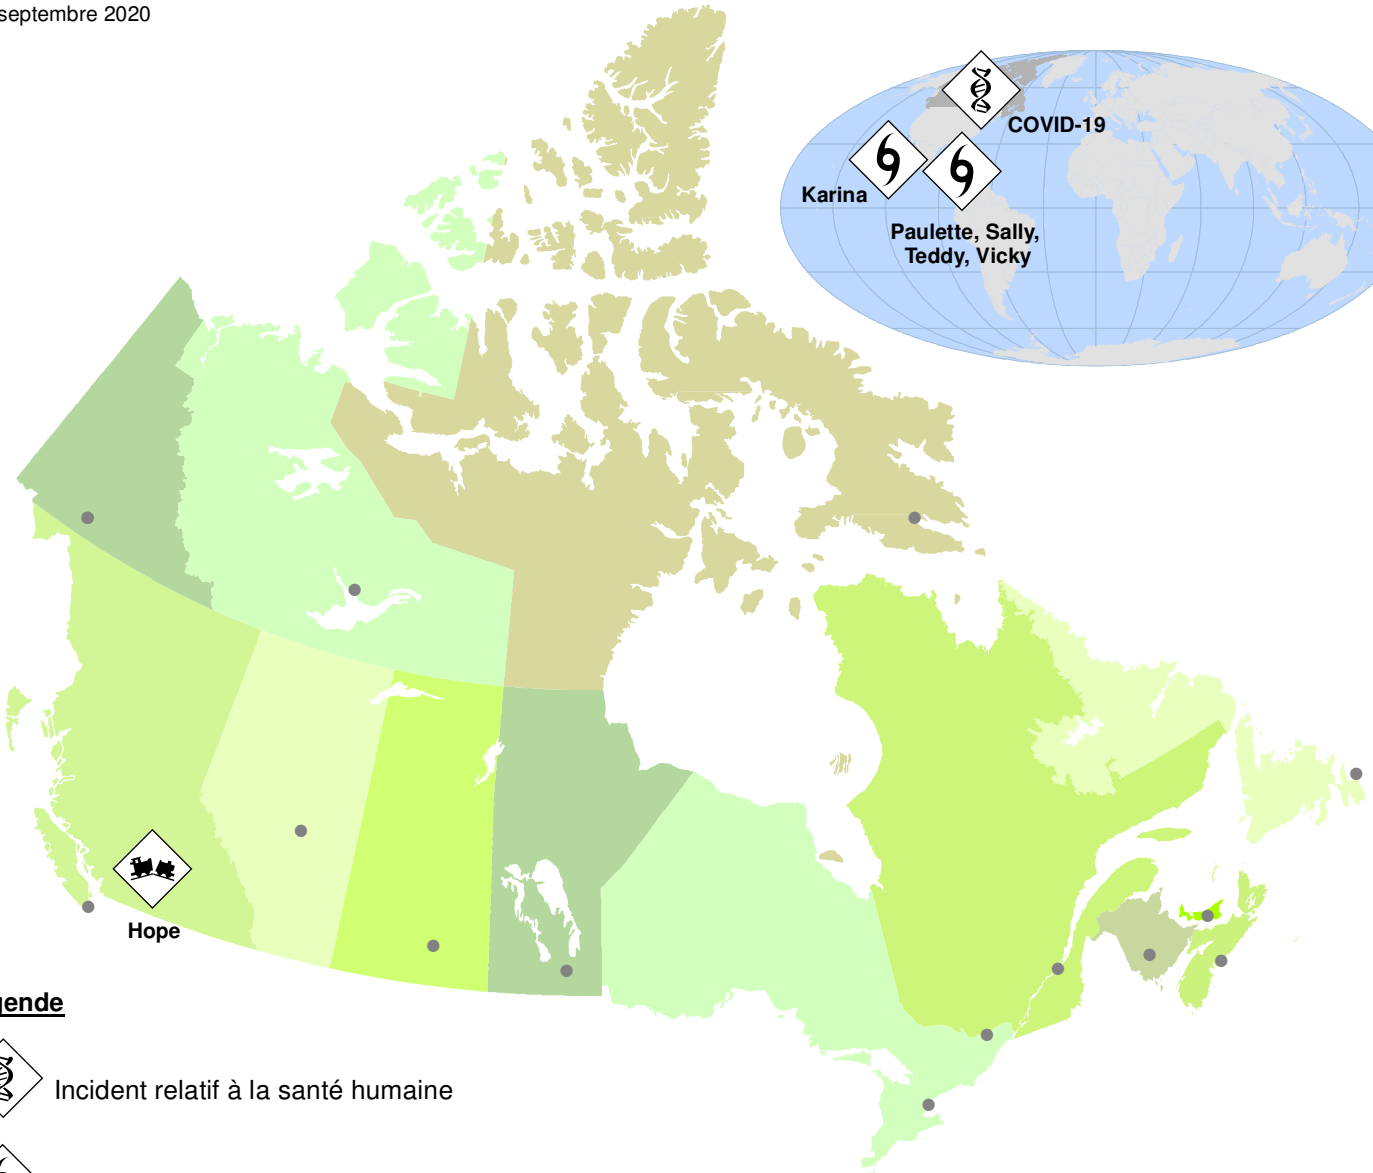 septembre 2020
COVID-19
Karina
Paulette, Sally,
Teddy, Vicky
Hope
gende
Incident relatif à la santé humaine